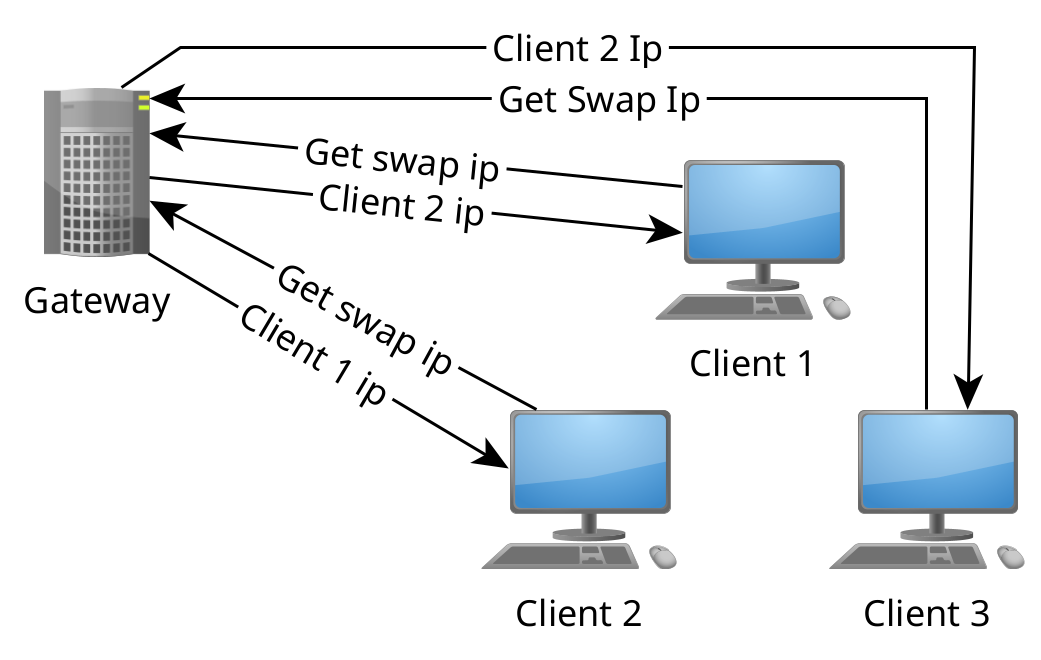 Client 2 Ip
Get Swap Ip
Get swap ip
Client 2 ip
Get swap ip
Client 1 ip
Gateway
Client 1
Client 2
Client 3